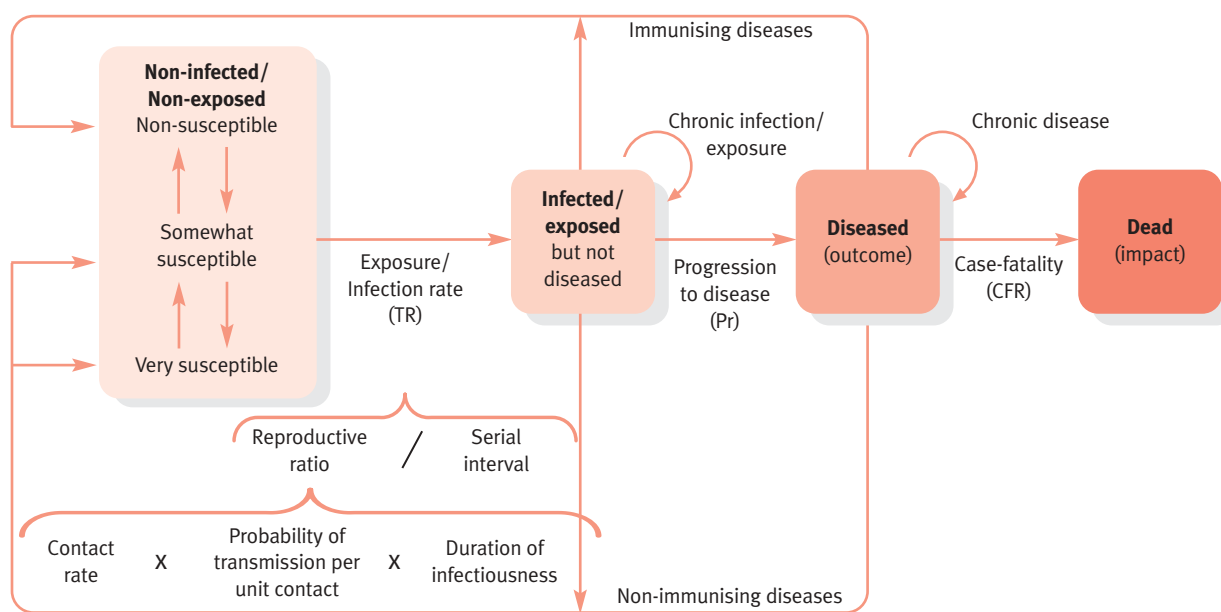 Immunising diseases
Non-infected/
Non-exposed
Non-susceptible
Somewhat
susceptible
Very susceptible
Exposure/
Infection rate
(TR)
Chronic infection/
exposure
Infected/
exposed
but not
diseased
Progression
to disease
(Pr)
Chronic disease
Diseased
(outcome)
Case-fatality
(CFR)
Dead
(impact)
Reproductive
ratio
/
Serial
interval
Contact
rate
x
Probability of
transmission per
unit contact
x
Duration of
infectiousness
Non-immunising diseases